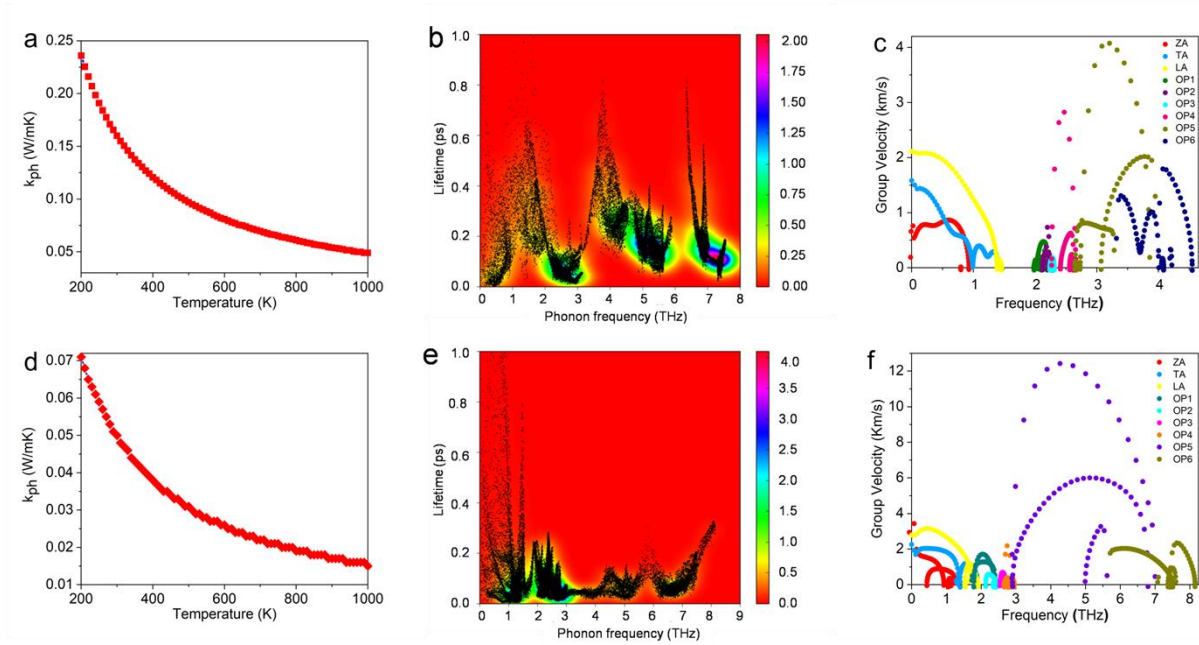 a
0.25
0.20
0.15
0.10
0.05
200 400 600 800 1000
Temperature (K)
k_ph (W/mK)
b
1.0
0.8
0.6
0.4
0.2
0.0
0 1 2 3 4 5 6 7 8
Phonon frequency (THz)
Lifetime (ps)
2.00
1.75
1.50
1.25
1.00
0.75
0.50
0.25
0.00
c
4
3
2
1
0
0 1 2 3 4
Frequency (THz)
Group Velocity (km/s)
ZA
TA
LA
OP1
OP2
OP3
OP4
OP5
OP6
d
0.07
0.06
0.05
0.04
0.03
0.02
0.01
200 400 600 800 1000
Temperature (K)
k_ph (W/mK)
e
1.0
0.8
0.6
0.4
0.2
0.0
0 1 2 3 4 5 6 7 8 9
Phonon frequency (THz)
Lifetime (ps)
4.0
3.5
3.0
2.5
2.0
1.5
1.0
0.5
0.0
f
12
10
8
6
4
2
0
0 1 2 3 4 5 6 7 8
Frequency (THz)
Group Velocity (Km/s)
ZA
TA
LA
OP1
OP2
OP3
OP4
OP5
OP6